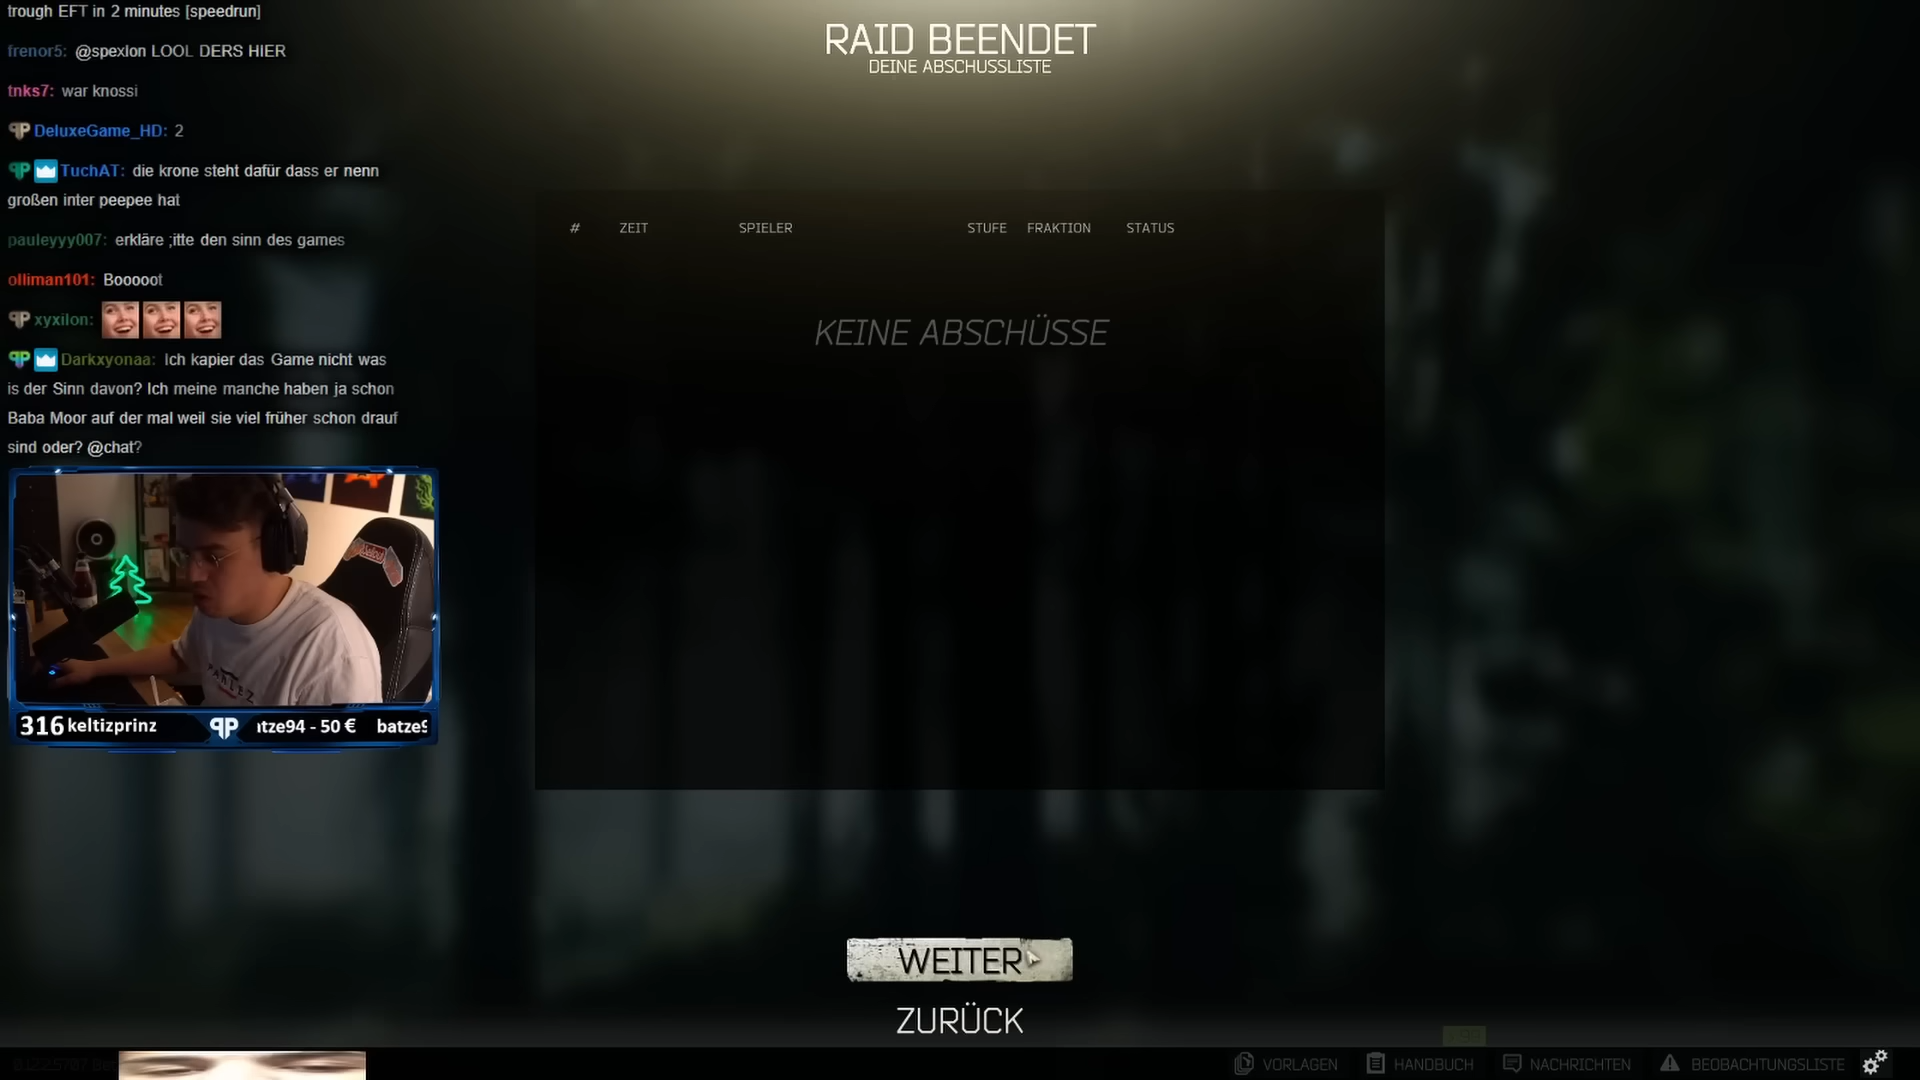 trough EFT in 2 minutes [speedrun]
frenor5: @spexlon LOOL DERS HIER
tnks7: war knossi
DeluxeGame_HD: 2
TuchAT: die krone steht dafür dass er nenn
großen inter peepee hat
pauleyyy007: erkläre ;itte den sinn des games
olliman101: Booooot
xyxilon:
Darkxyonaa: Ich kapier das Game nicht was
is der Sinn davon? Ich meine manche haben ja schon
Baba Moor auf der mal weil sie viel früher schon drauf
sind oder? @chat?
316 keltizprinz
atze94 - 50 € batze9
RAID BEENDET
DEINE ABSCHUSSLISTE
# ZEIT SPIELER STUFE FRAKTION STATUS
KEINE ABSCHÜSSE
WEITER
ZURÜCK
VORLAGEN HANDBUCH NACHRICHTEN BEOBACHTUNGSLISTE